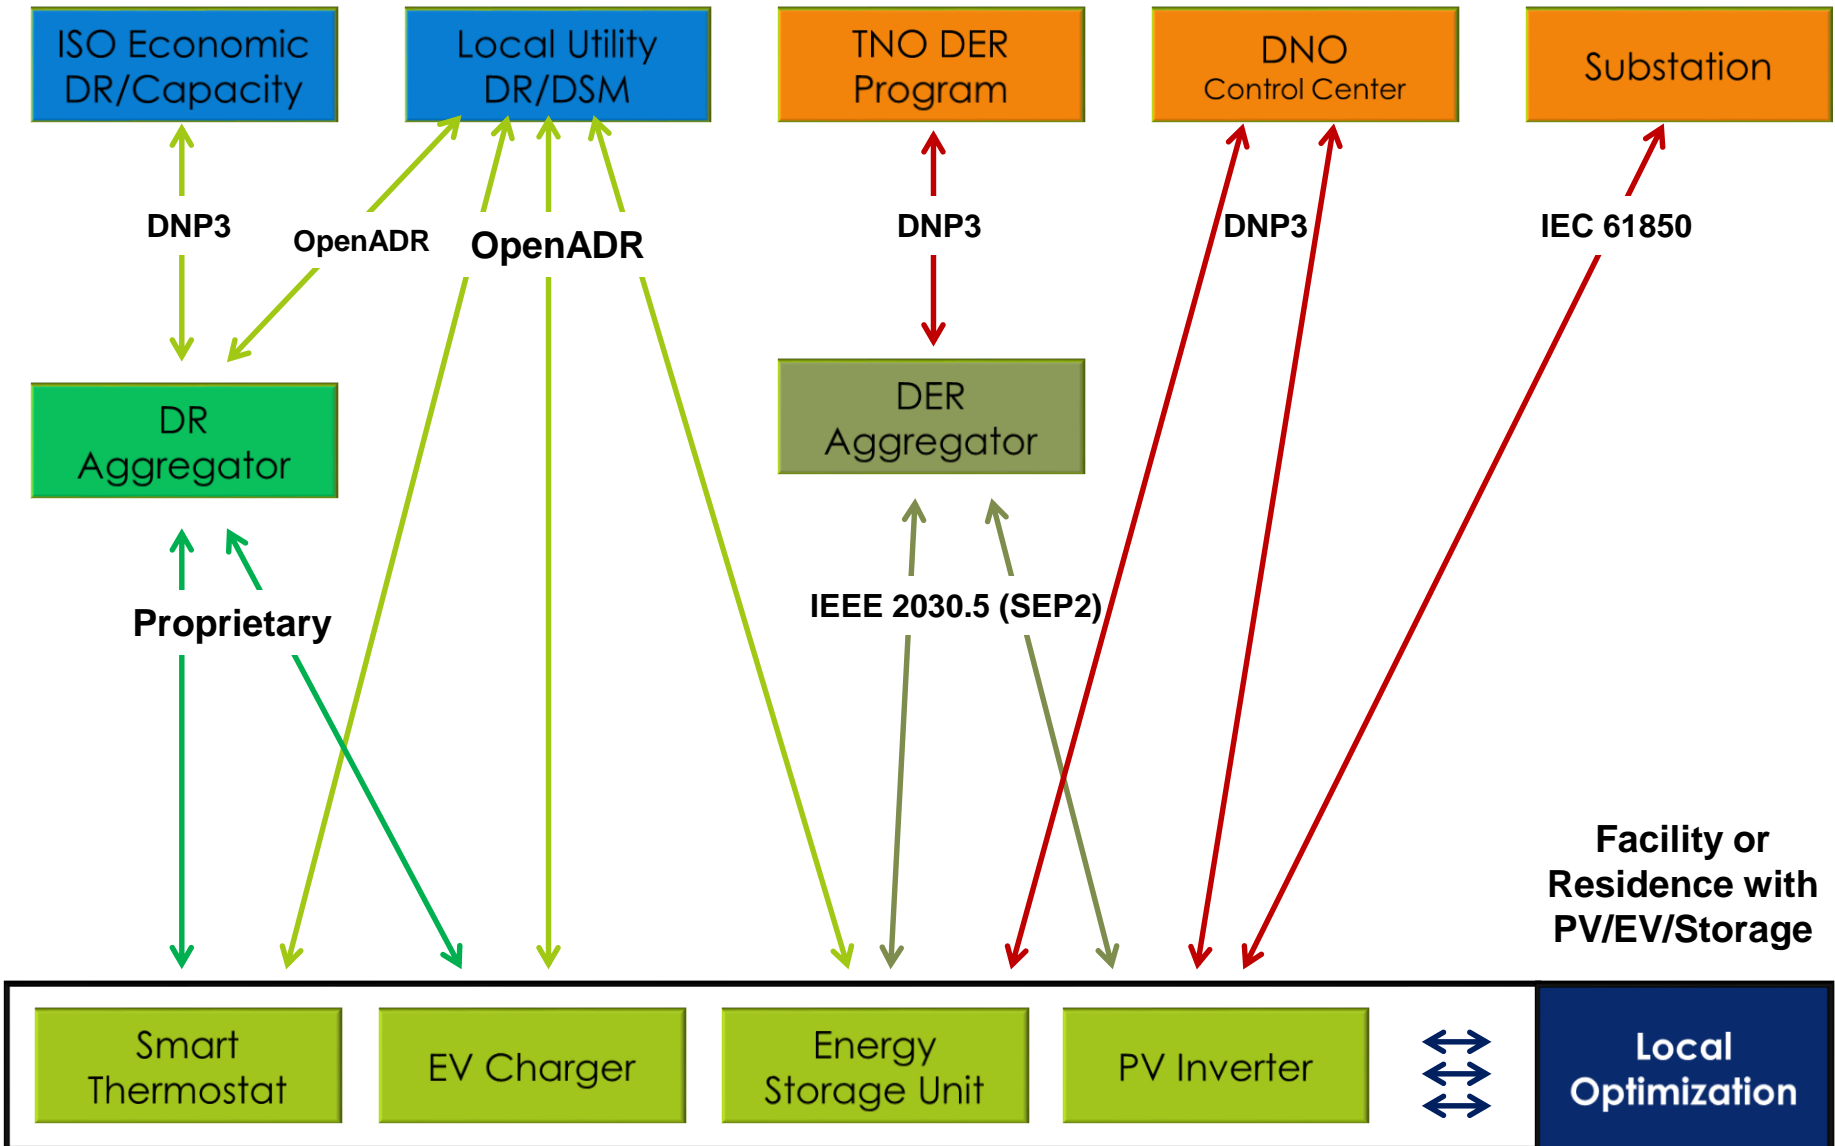 ISO Economic
DR/Capacity
Local Utility
DR/DSM
TNO DER
Program
DNO
Control Center
Substation
DNP3
OpenADR
OpenADR
DNP3
DNP3
IEC 61850
DR
Aggregator
DER
Aggregator
Proprietary
IEEE 2030.5 (SEP2)
Facility or
Residence with
PV/EV/Storage
Smart
Thermostat
EV Charger
Energy
Storage Unit
PV Inverter
Local
Optimization